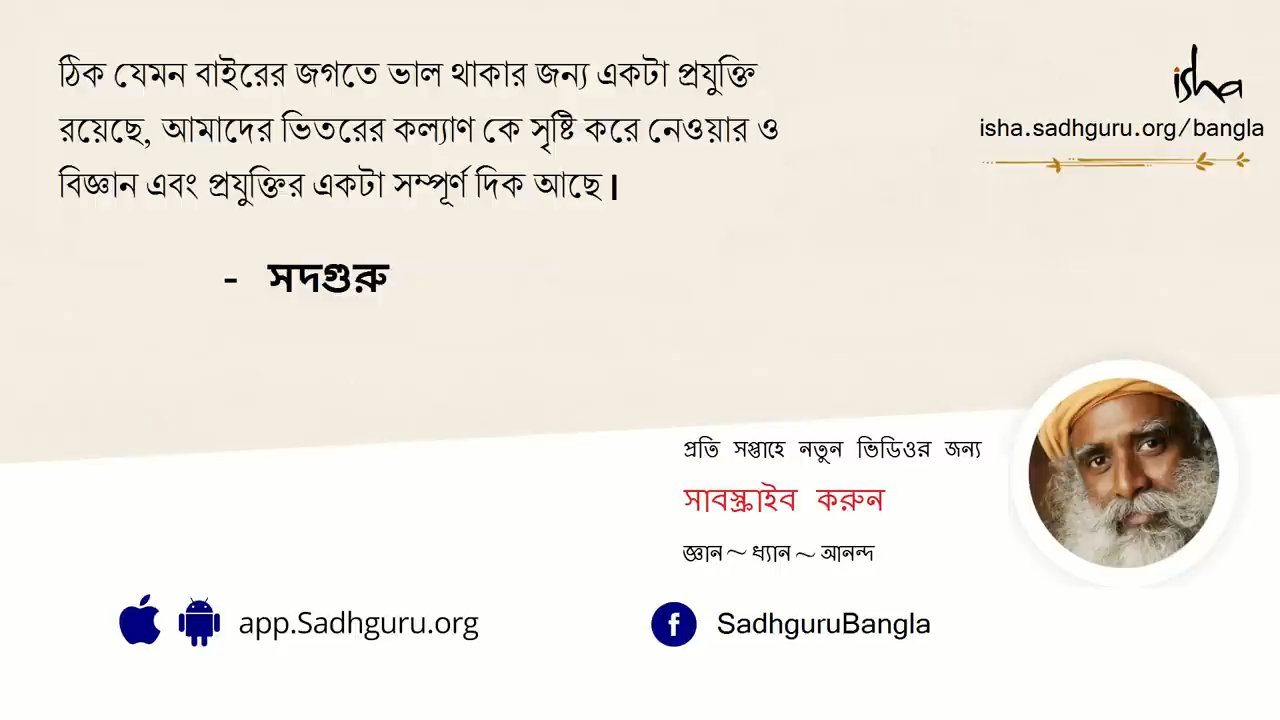 ঠিক যেমন বাইরের জগতে ভাল থাকার জন্য একটা প্রযুক্তি
রয়েছে, আমাদের ভিতরের কল্যাণ কে সৃষ্টি করে নেওয়ার ও
বিজ্ঞান এবং প্রযুক্তির একটা সম্পূর্ণ দিক আছে।
- সদগুরু
isha
isha.sadhguru.org/bangla
প্রতি সপ্তাহে নতুন ভিডিওর জন্য
সাবস্ক্রাইব করুন
জ্ঞান ~ ধ্যান ~ আনন্দ
app.Sadhguru.org
f SadhguruBangla